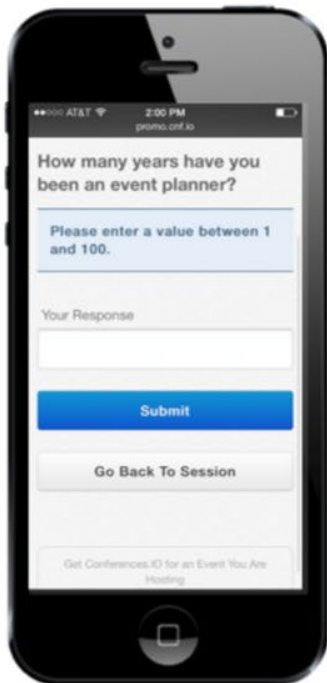 AT&T 2:00 PM
promo.cnf.io
How many years have you
been an event planner?
Please enter a value between 1
and 100.
Your Response
Submit
Go Back To Session
Get Conferences.IO for an Event You Are
Hosting